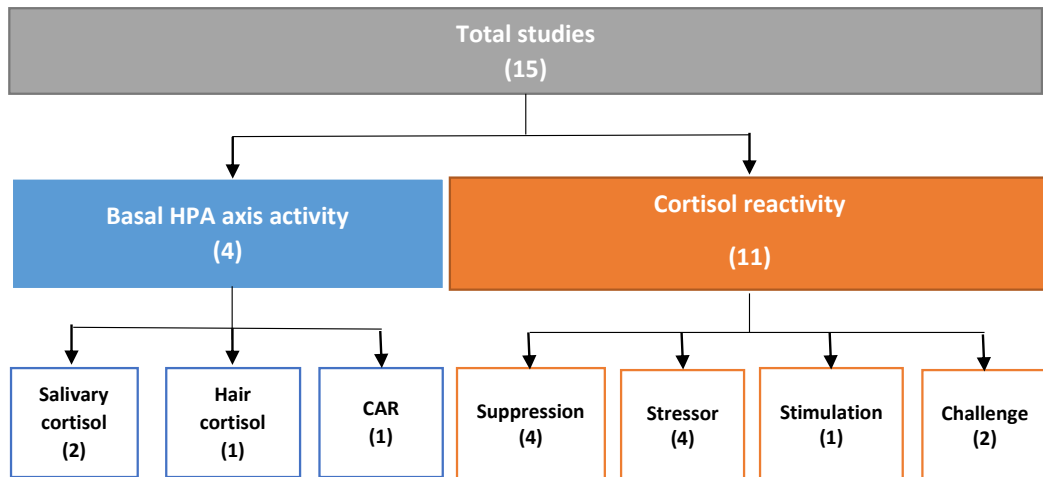 Total studies
(15)
Basal HPA axis activity
(4)
Cortisol reactivity
(11)
Salivary
cortisol
(2)
Hair
cortisol
(1)
CAR
(1)
Suppression
(4)
Stressor
(4)
Stimulation
(1)
Challenge
(2)